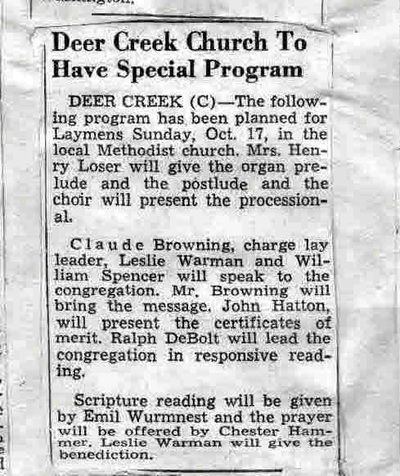 Deer Creek Church To
Have Special Program
DEER CREEK (C)—The follow-
ing program has been planned for
Laymens Sunday, Oct. 17, in the
local Methodist church. Mrs. Hen-
ry Loser will give the organ pre-
lude and the postlude and the
choir will present the procession-
al.
Claude Browning, charge lay
leader, Leslie Warman and Wil-
liam Spencer will speak to the
congregation. Mr. Browning will
bring the message. John Hatton,
will present the certificates of
merit. Ralph DeBolt will lead the
congregation in responsive read-
ing.
Scripture reading will be given
by Emil Wurmnest and the prayer
will be offered by Chester Ham-
mer. Leslie Warman will give the
benediction.